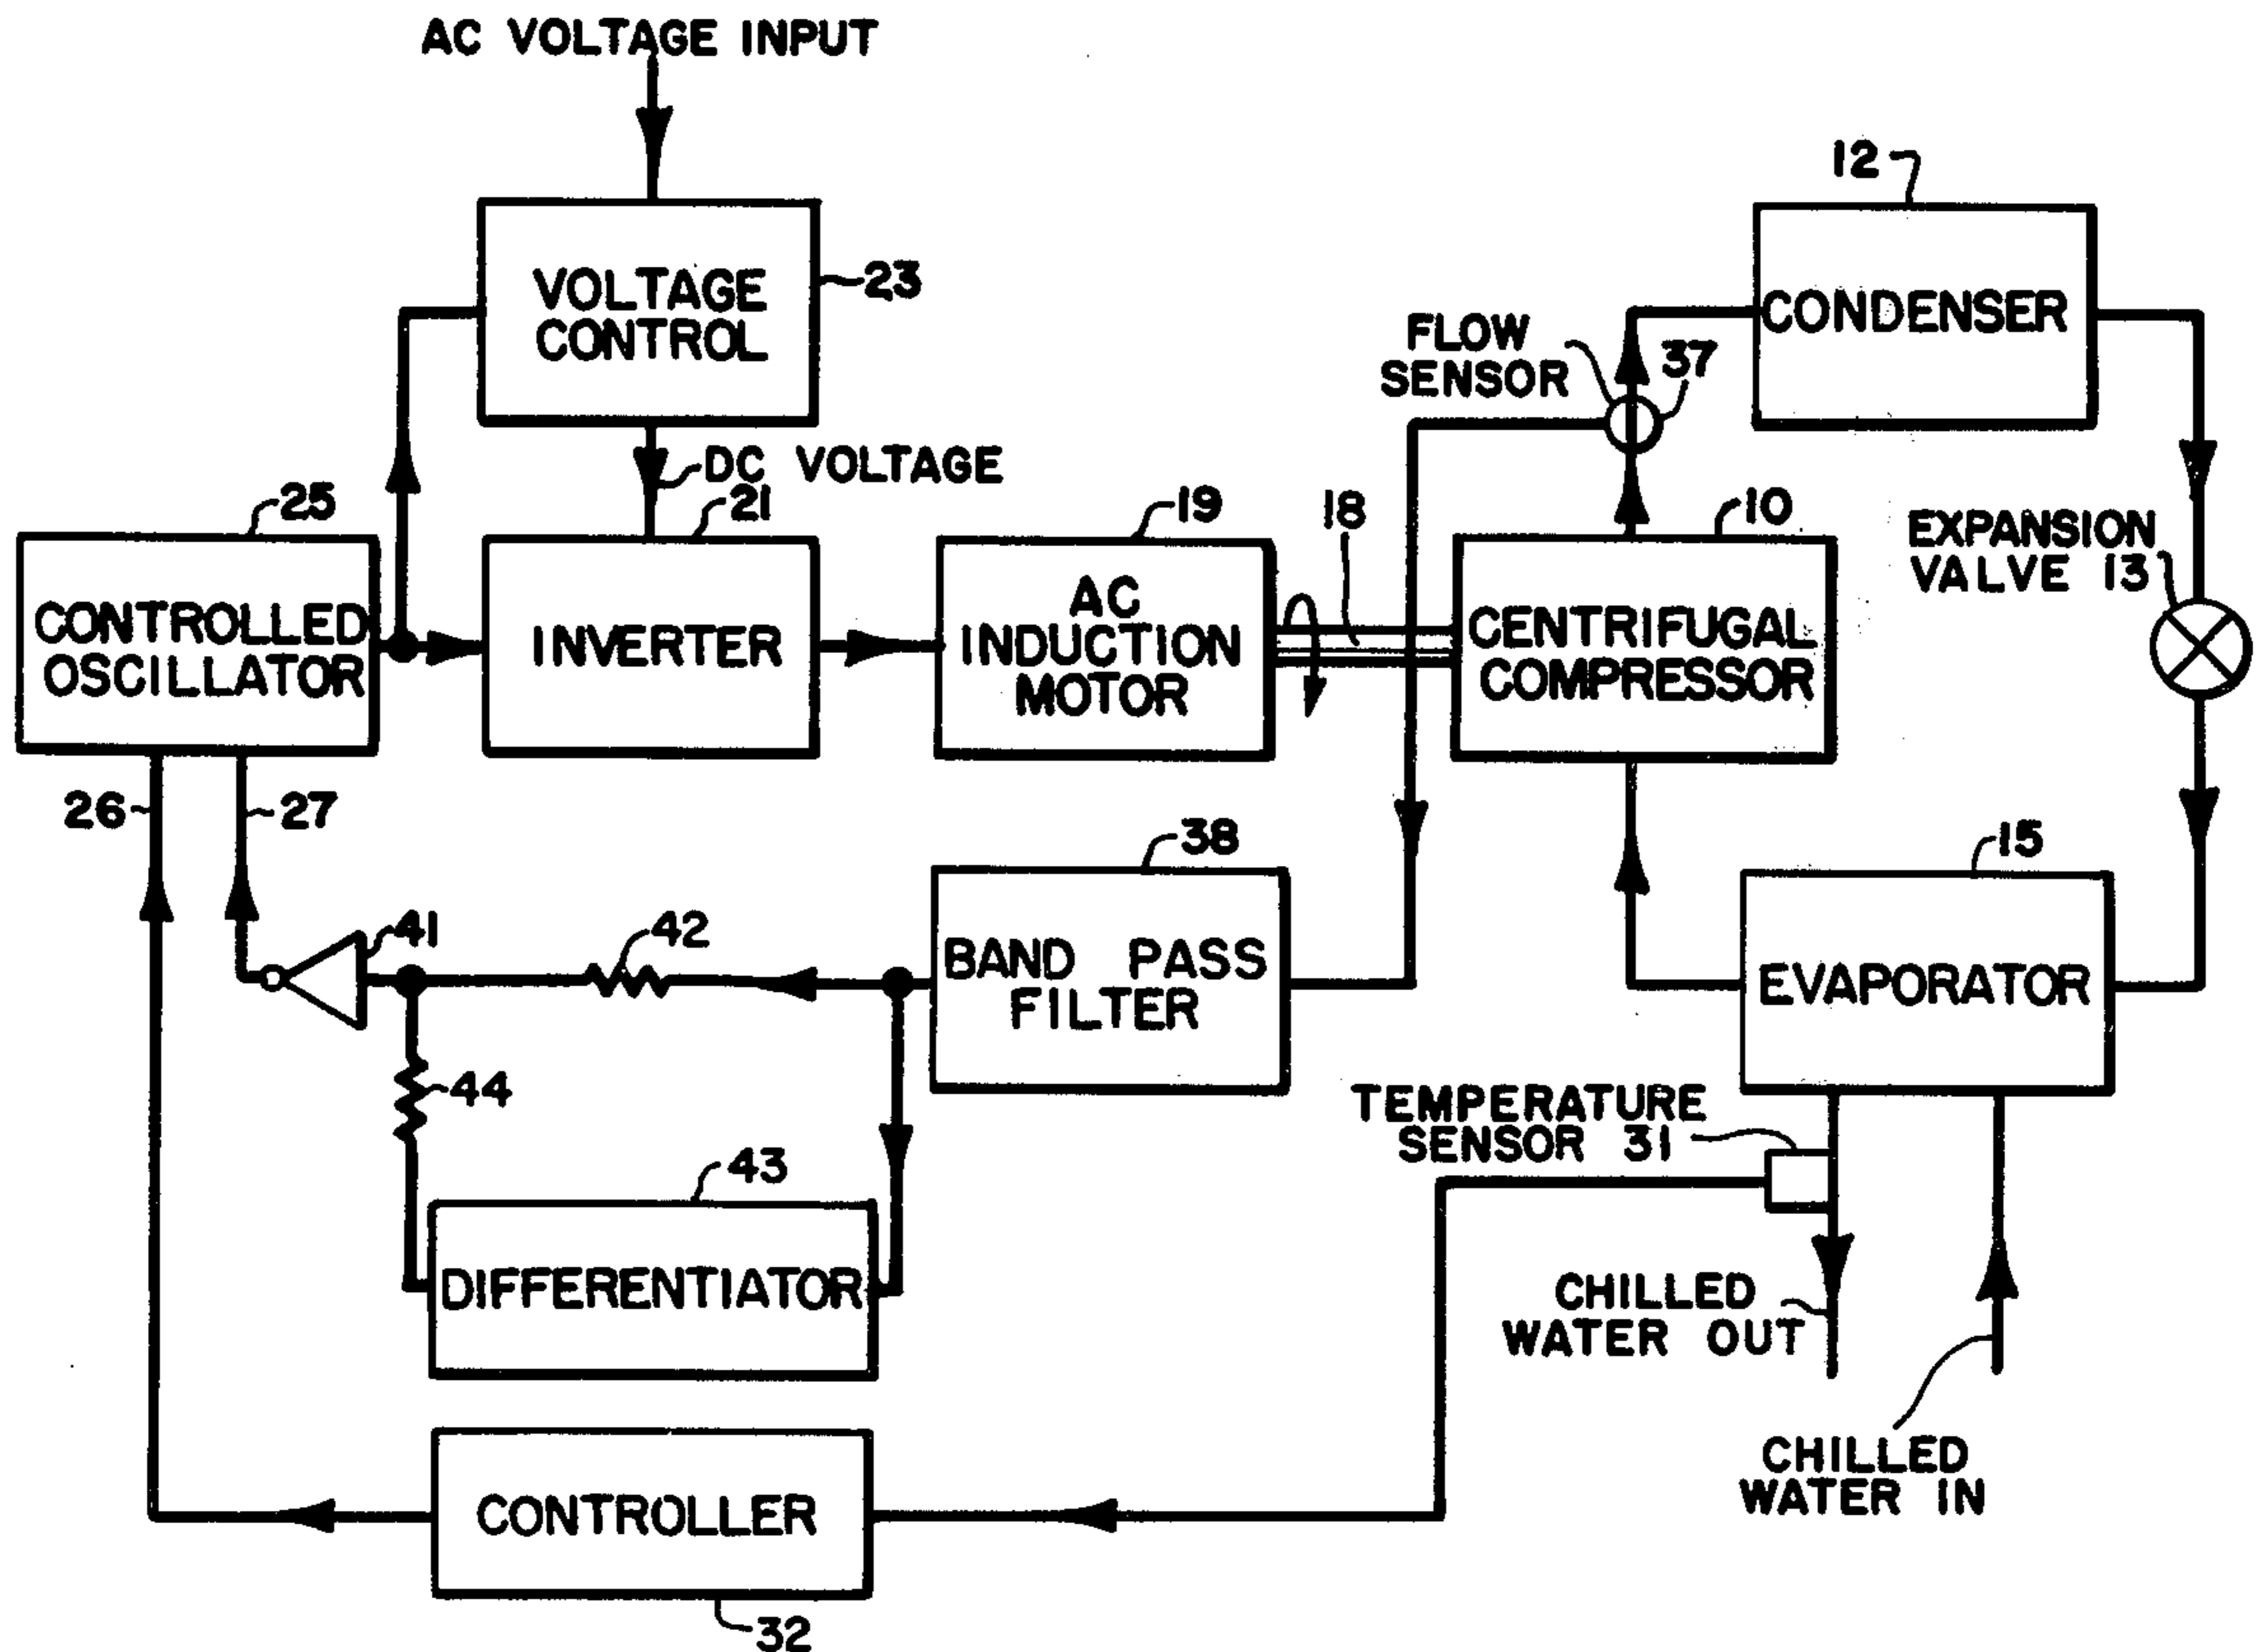 AC VOLTAGE INPUT
12
VOLTAGE
CONTROL
23
CONDENSER
FLOW
SENSOR
37
DC VOLTAGE
25
21
19
18
10
EXPANSION
VALVE 13
CONTROLLED
OSCILLATOR
INVERTER
AC
INDUCTION
MOTOR
CENTRIFUGAL
COMPRESSOR
26
27
38
15
41
42
BAND PASS
FILTER
EVAPORATOR
44
TEMPERATURE
SENSOR 31
43
DIFFERENTIATOR
CHILLED
WATER OUT
CHILLED
WATER IN
CONTROLLER
32